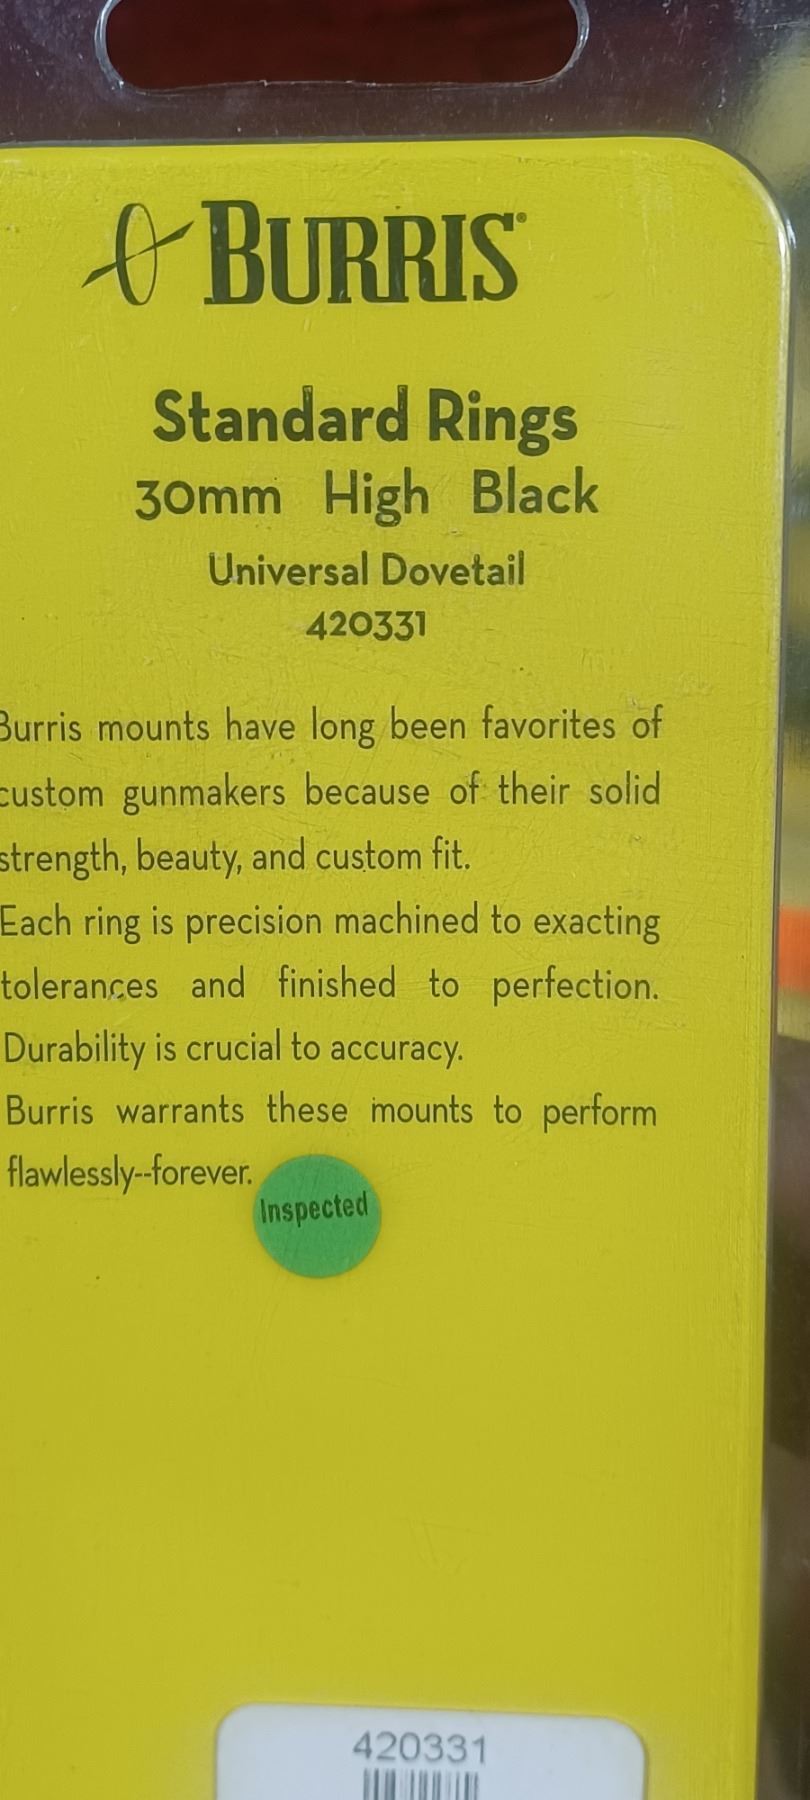 BURRIS®
Standard Rings
30mm High Black
Universal Dovetail
420331
Burris mounts have long been favorites of
custom gunmakers because of their solid
strength, beauty, and custom fit.
Each ring is precision machined to exacting
tolerances and finished to perfection.
Durability is crucial to accuracy.
Burris warrants these mounts to perform
flawlessly--forever.
Inspected
420331